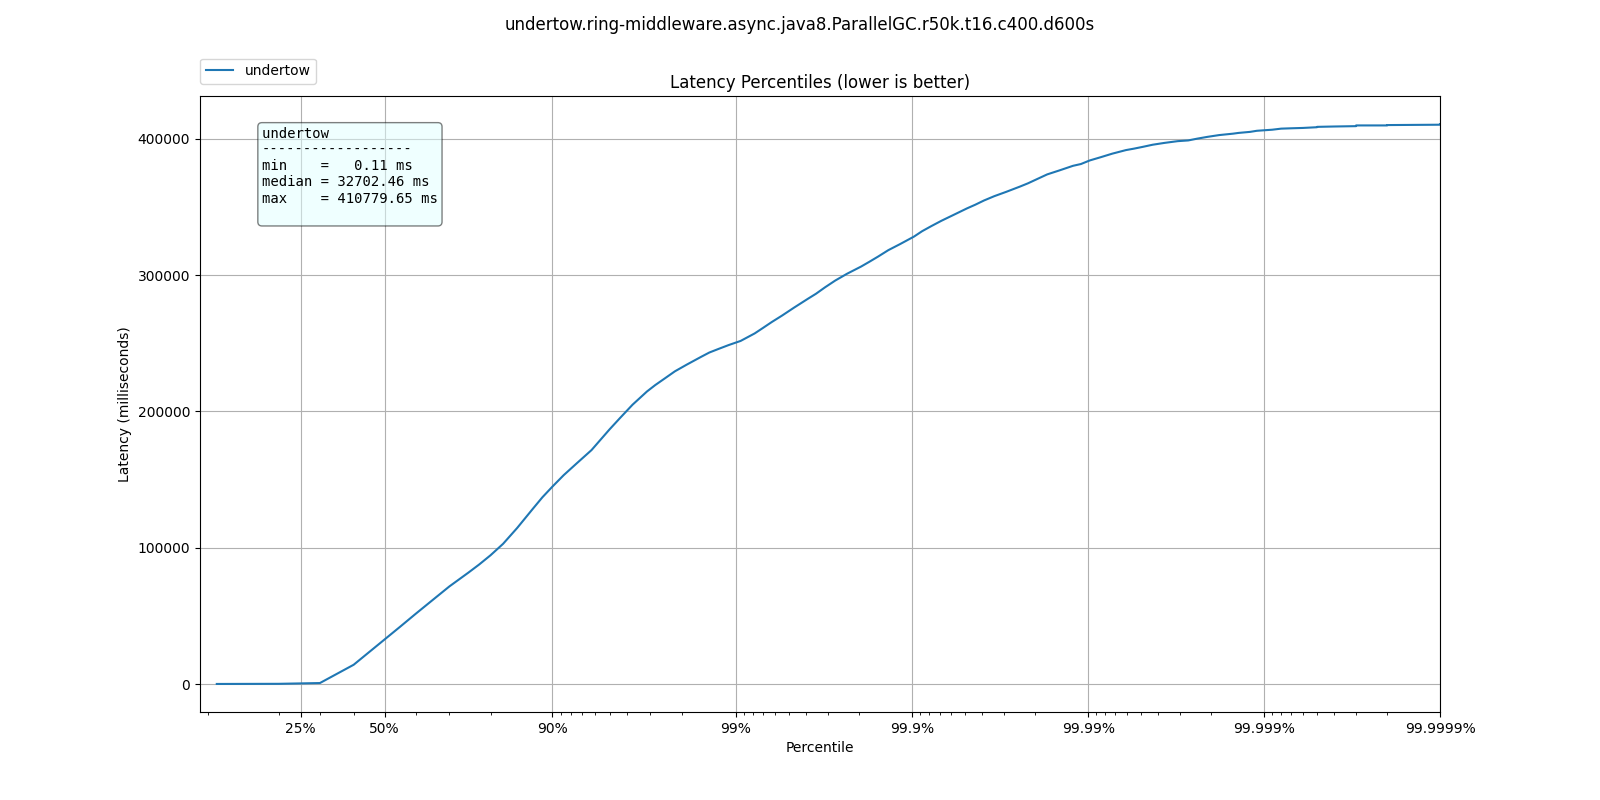 undertow.ring-middleware.async.java8.ParallelGC.r50k.t16.c400.d600s
undertow
Latency Percentiles (lower is better)
undertow
------------------
min    =   0.11 ms
median = 32702.46 ms
max    = 410779.65 ms
400000
300000
200000
100000
0
Latency (milliseconds)
25% 50% 90% 99% 99.9% 99.99% 99.999% 99.9999%
Percentile